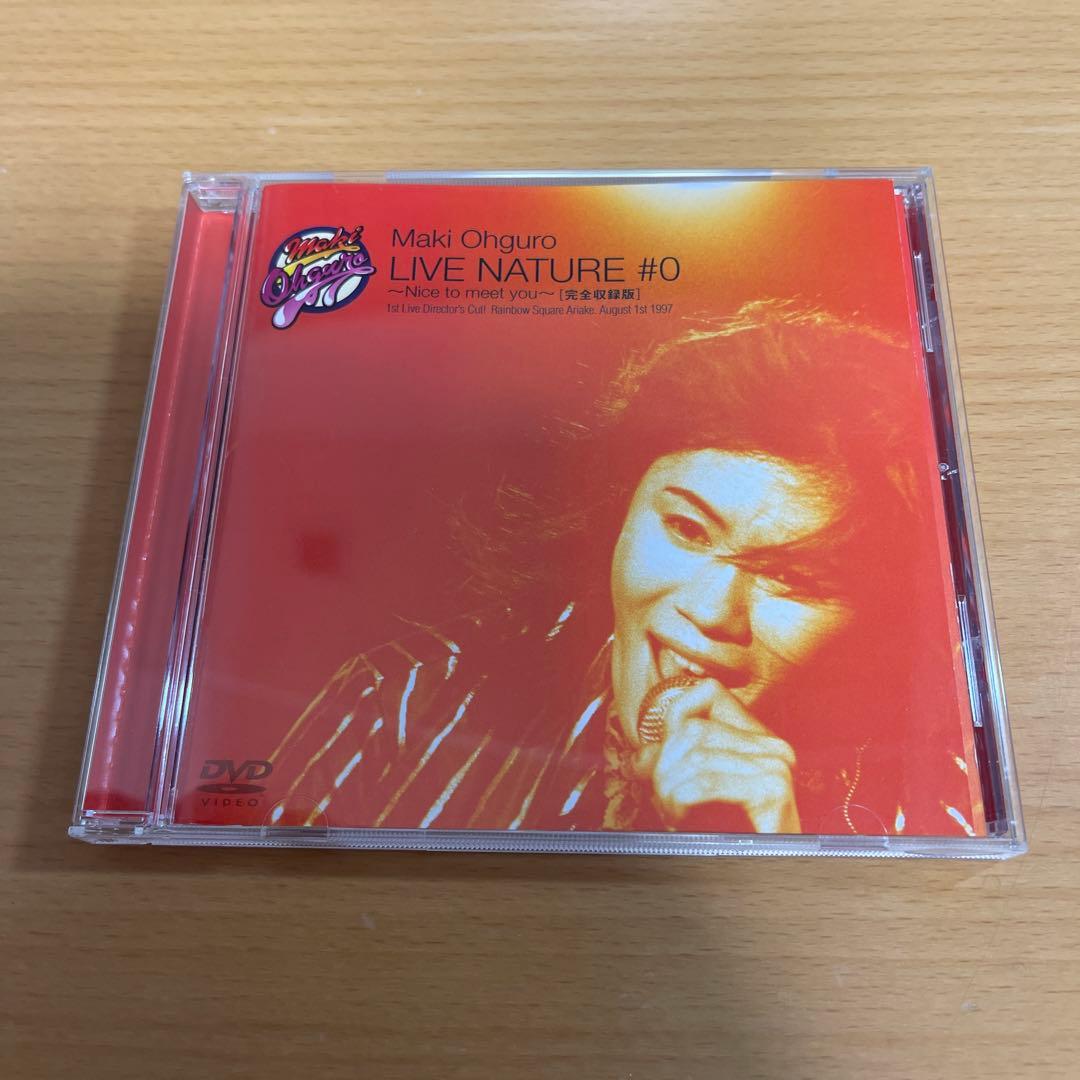 Maki
Ohguro
Maki Ohguro
LIVE NATURE #0
～Nice to meet you～ [完全収録版]
1st Live Director's Cut! Rainbow Square Ariake. August 1st 1997
DVD
VIDEO